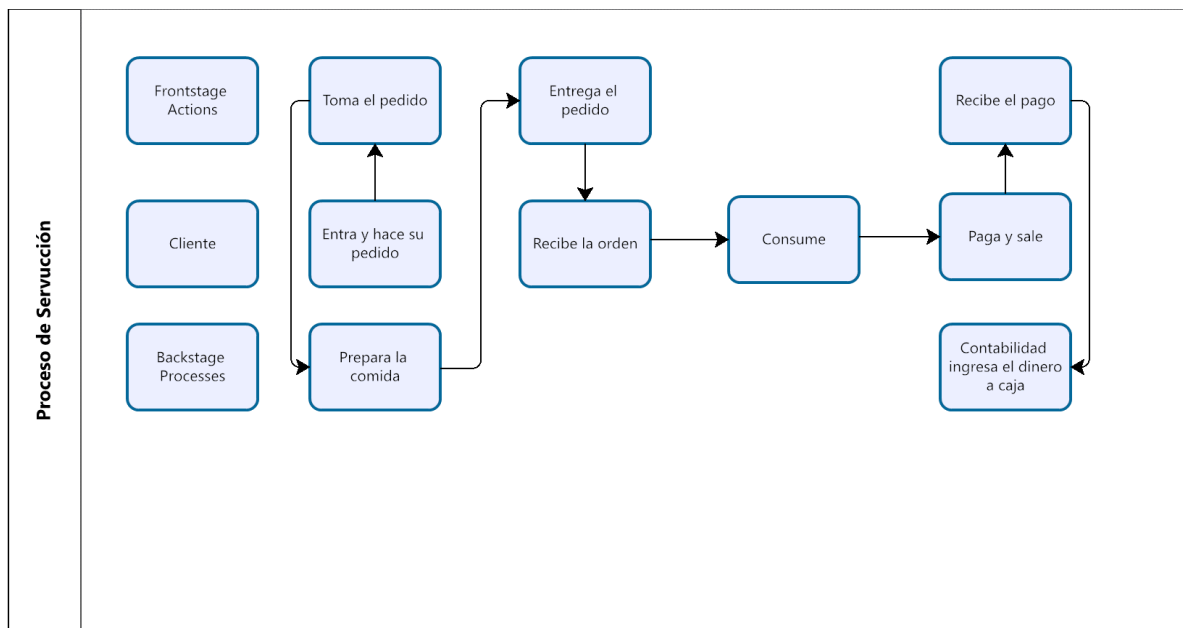 Proceso de Servucción
Frontstage
Actions
Toma el pedido
Entrega el
pedido
Recibe el pago
Cliente
Entra y hace su
pedido
Recibe la orden
Consume
Paga y sale
Backstage
Processes
Prepara la
comida
Contabilidad
ingresa el dinero
a caja